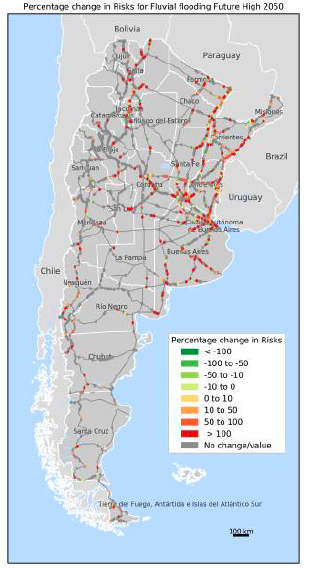 Percentage change in Risks for Fluvial flooding Future High 2050
Bolivia
Paraguay
Jujuy
Salta
Formosa
Chaco
Misiones
Tucumán
Catamarca
Santiago del Estero
Corrientes
La Rioja
Santa Fe
Brazil
San Juan
Córdoba
Entre Ríos
Uruguay
San Luis
Mendoza
Ciudad Autónoma
de Buenos Aires
Buenos Aires
La Pampa
Chile
Neuquén
Río Negro
Chubut
Santa Cruz
Tierra del Fuego, Antártida e Islas del Atlántico Sur
Percentage change in Risks
< -100
-100 to -50
-50 to -10
-10 to 0
0 to 10
10 to 50
50 to 100
> 100
No change/value
100 km